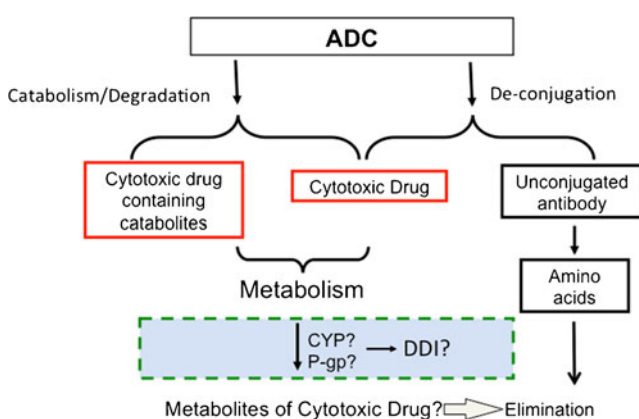 ADC
Catabolism/Degradation
De-conjugation
Cytotoxic drug
containing
catabolites
Cytotoxic Drug
Unconjugated
antibody
Amino
acids
Metabolism
CYP?
P-gp?
DDI?
Metabolites of Cytotoxic Drug?
Elimination